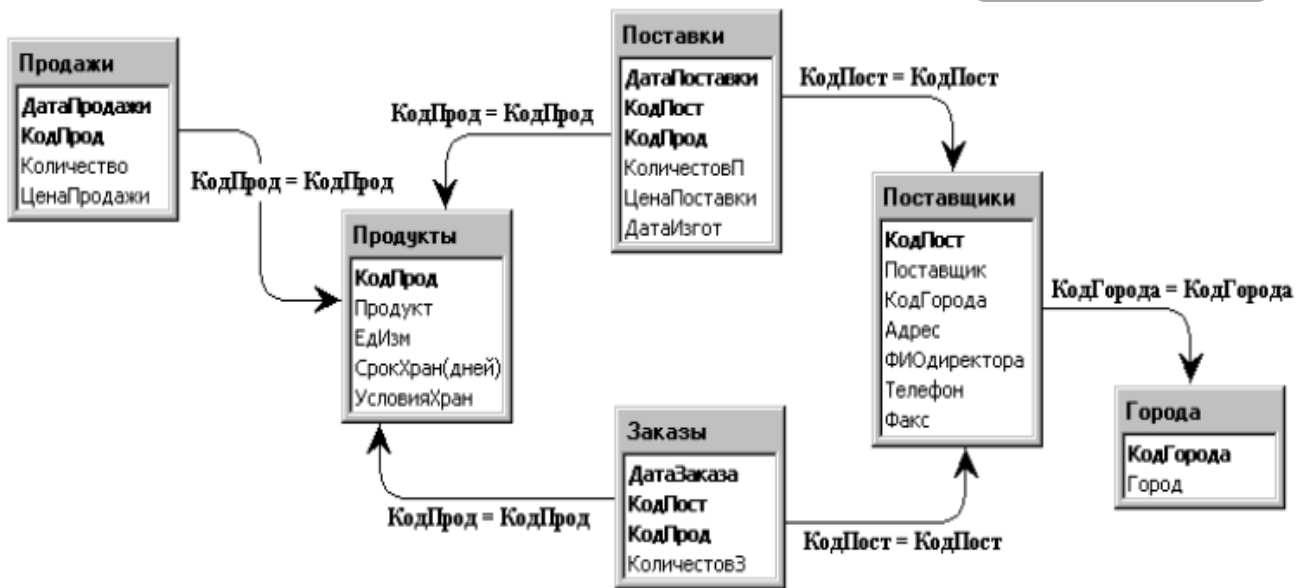 Продажи
ДатаПродажи
КодПрод
Количество
ЦенаПродажи
КодПрод = КодПрод
Поставки
ДатаПоставки
КодПост
КодПрод
КоличестовП
ЦенаПоставки
ДатаИзгот
КодПрод = КодПрод
КодПост = КодПост
Продукты
КодПрод
Продукт
ЕдИзм
СрокХран(дней)
УсловияХран
Поставщики
КодПост
Поставщик
КодГорода
Адрес
ФИОдиректора
Телефон
Факс
КодГорода = КодГорода
Города
КодГорода
Город
Заказы
ДатаЗаказа
КодПост
КодПрод
КоличестовЗ
КодПрод = КодПрод
КодПост = КодПост